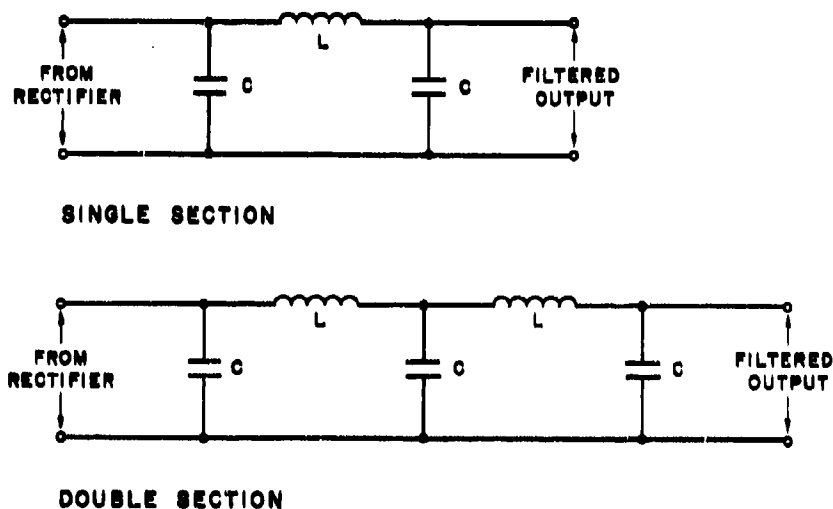 L
FROM
RECTIFIER
C
C
FILTERED
OUTPUT
SINGLE SECTION
L
L
FROM
RECTIFIER
C
C
C
FILTERED
OUTPUT
DOUBLE SECTION